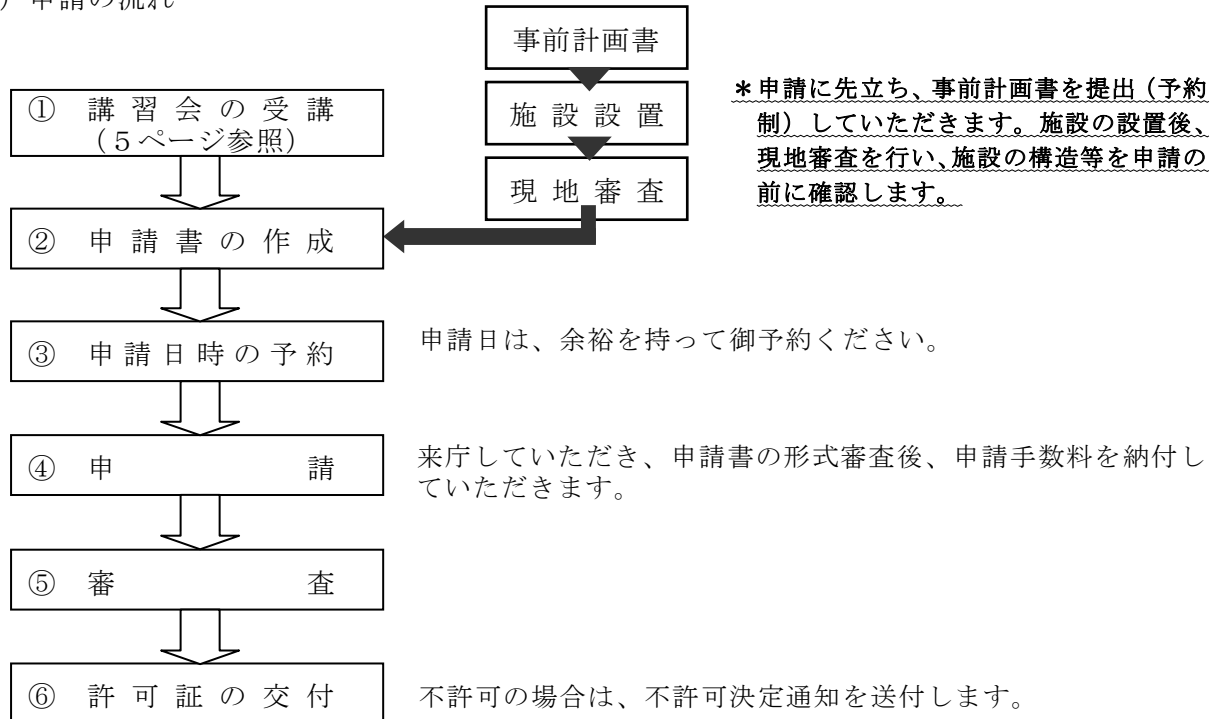 ）申請の流れ
事前計画書
施設設置
現地審査
＊申請に先立ち、事前計画書を提出（予約
制）していただきます。施設の設置後、
現地審査を行い、施設の構造等を申請の
前に確認します。
① 講習会の受講
（５ページ参照）
② 申請書の作成
③ 申請日時の予約
申請日は、余裕を持って御予約ください。
④ 申請
来庁していただき、申請書の形式審査後、申請手数料を納付し
ていただきます。
⑤ 審査
⑥ 許可証の交付
不許可の場合は、不許可決定通知を送付します。